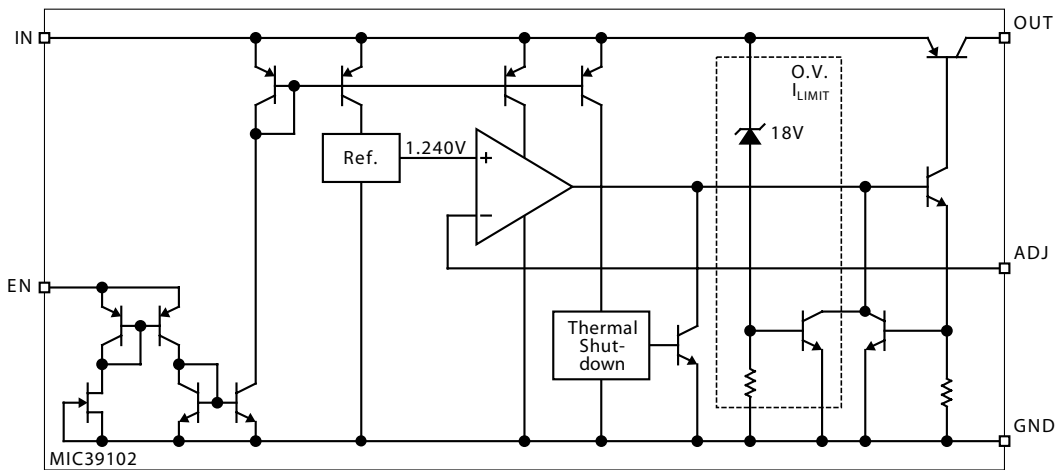 OUT
IN
O.V.
ILIMIT
18V
Ref.
1.240V
+
−
ADJ
EN
Thermal
Shut-
down
GND
MIC39102